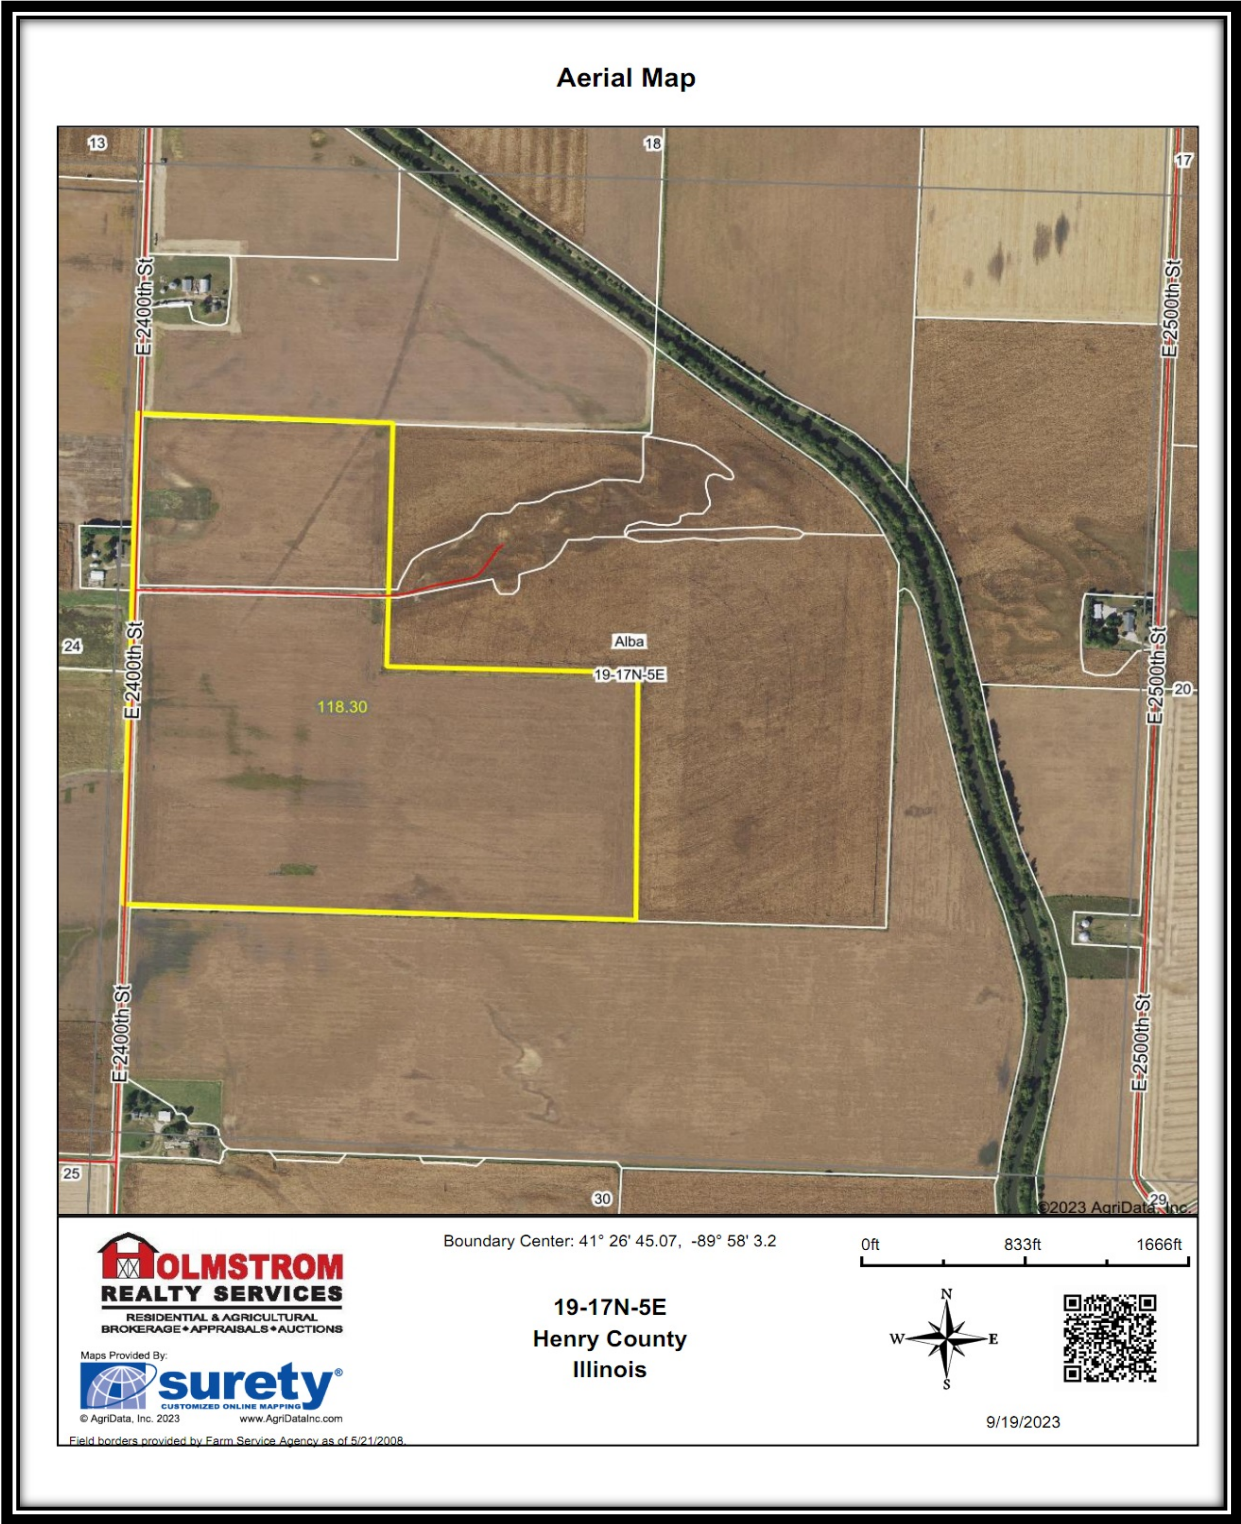 Aerial Map
13
18
17
E 2400th St
E 2500th St
24
E 2400th St
Alba
19-17N-5E
118.30
E 2500th St
20
E 2400th St
E 2500th St
25
30
29
©2023 AgriData, Inc.
HOLMSTROM
REALTY SERVICES
RESIDENTIAL & AGRICULTURAL
BROKERAGE•APPRAISALS•AUCTIONS
Maps Provided By:
surety®
CUSTOMIZED ONLINE MAPPING
© AgriData, Inc. 2023 www.AgriDataInc.com
Field borders provided by Farm Service Agency as of 5/21/2008.
Boundary Center: 41° 26' 45.07, -89° 58' 3.2
19-17N-5E
Henry County
Illinois
0ft 833ft 1666ft
N
W E
S
9/19/2023